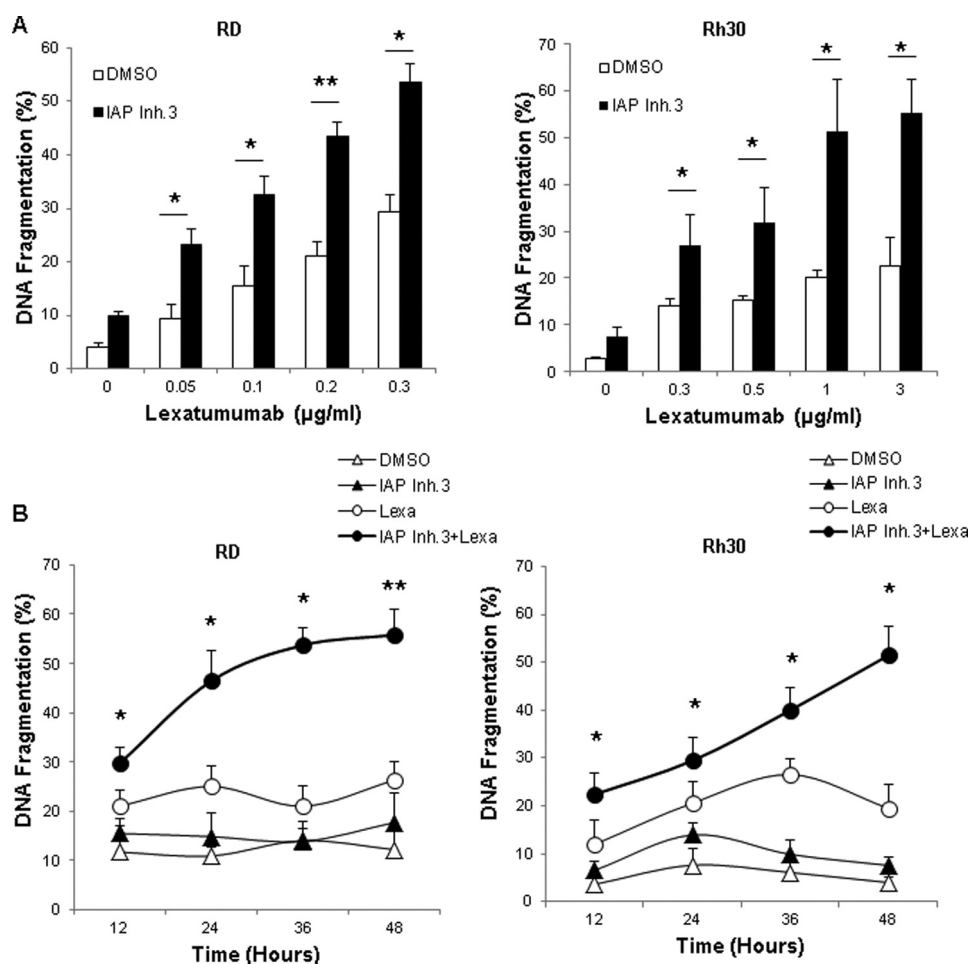 A
RD
DNA Fragmentation (%)
60
50
40
30
20
10
0
DMSO
IAP Inh.3
*
*
**
*
0 0.05 0.1 0.2 0.3
Lexatumumab (µg/ml)
Rh30
DNA Fragmentation (%)
70
60
50
40
30
20
10
0
DMSO
IAP Inh.3
*
*
*
*
0 0.3 0.5 1 3
Lexatumumab (µg/ml)
DMSO
IAP Inh.3
Lexa
IAP Inh.3+Lexa
B
RD
DNA Fragmentation (%)
70
60
50
40
30
20
10
0
*
*
*
**
12 24 36 48
Time (Hours)
DMSO
IAP Inh.3
Lexa
IAP Inh.3+Lexa
Rh30
DNA Fragmentation (%)
70
60
50
40
30
20
10
0
*
*
*
*
12 24 36 48
Time (Hours)